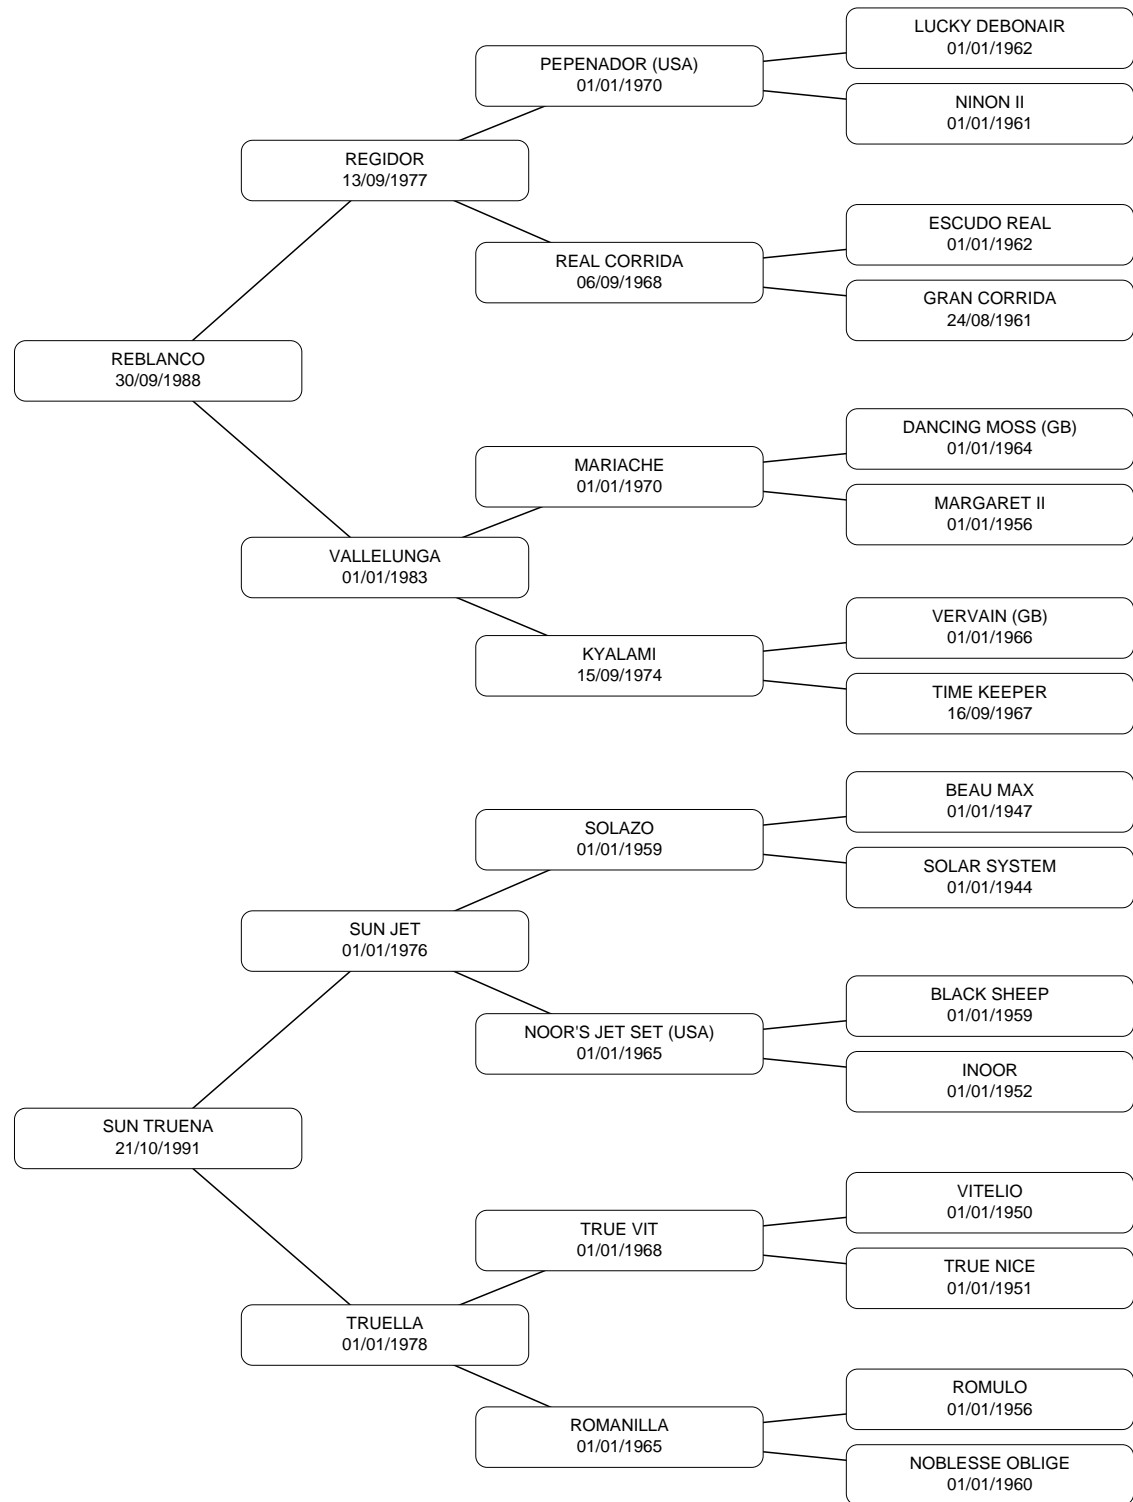 LUCKY DEBONAIR
01/01/1962
PEPENADOR (USA)
01/01/1970
NINON II
01/01/1961
REGIDOR
13/09/1977
ESCUDO REAL
01/01/1962
REAL CORRIDA
06/09/1968
GRAN CORRIDA
24/08/1961
REBLANCO
30/09/1988
DANCING MOSS (GB)
01/01/1964
MARIACHE
01/01/1970
MARGARET II
01/01/1956
VALLELUNGA
01/01/1983
VERVAIN (GB)
01/01/1966
KYALAMI
15/09/1974
TIME KEEPER
16/09/1967
BEAU MAX
01/01/1947
SOLAZO
01/01/1959
SOLAR SYSTEM
01/01/1944
SUN JET
01/01/1976
BLACK SHEEP
01/01/1959
NOOR'S JET SET (USA)
01/01/1965
INOOR
01/01/1952
SUN TRUENA
21/10/1991
VITELIO
01/01/1950
TRUE VIT
01/01/1968
TRUE NICE
01/01/1951
TRUELLA
01/01/1978
ROMULO
01/01/1956
ROMANILLA
01/01/1965
NOBLESSE OBLIGE
01/01/1960